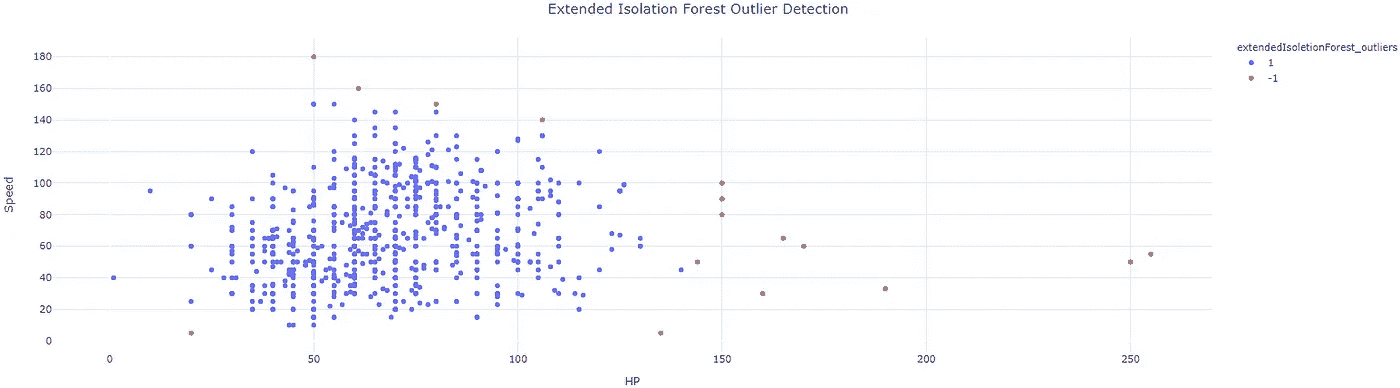 Extended Isolation Forest Outlier Detection
extendedIsoletionForest_outliers
1
-1
180
160
140
120
100
80
60
40
20
0
Speed
0 50 100 150 200 250
HP